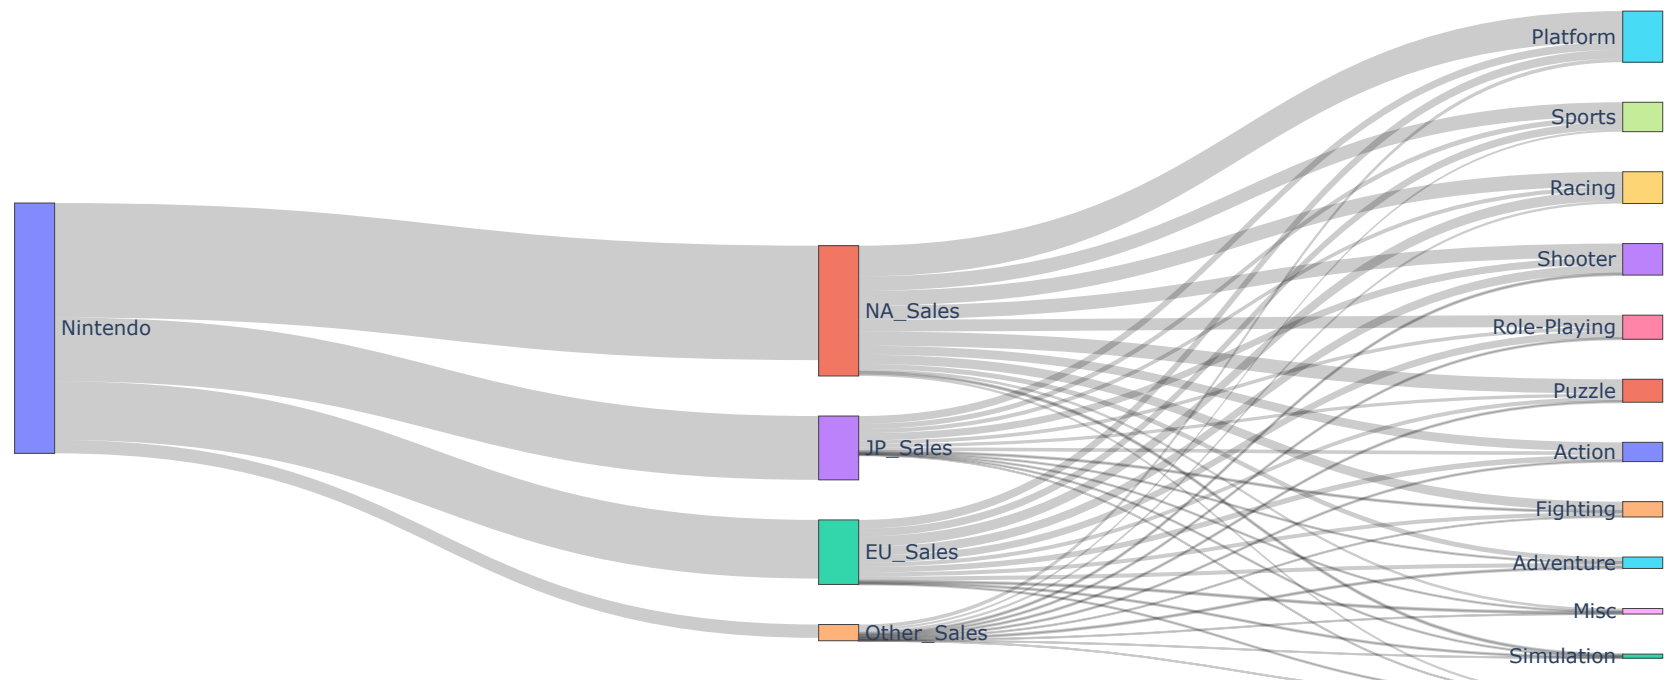 Nintendo
NA_Sales
JP_Sales
EU_Sales
Other_Sales
Platform
Sports
Racing
Shooter
Role-Playing
Puzzle
Action
Fighting
Adventure
Misc
Simulation